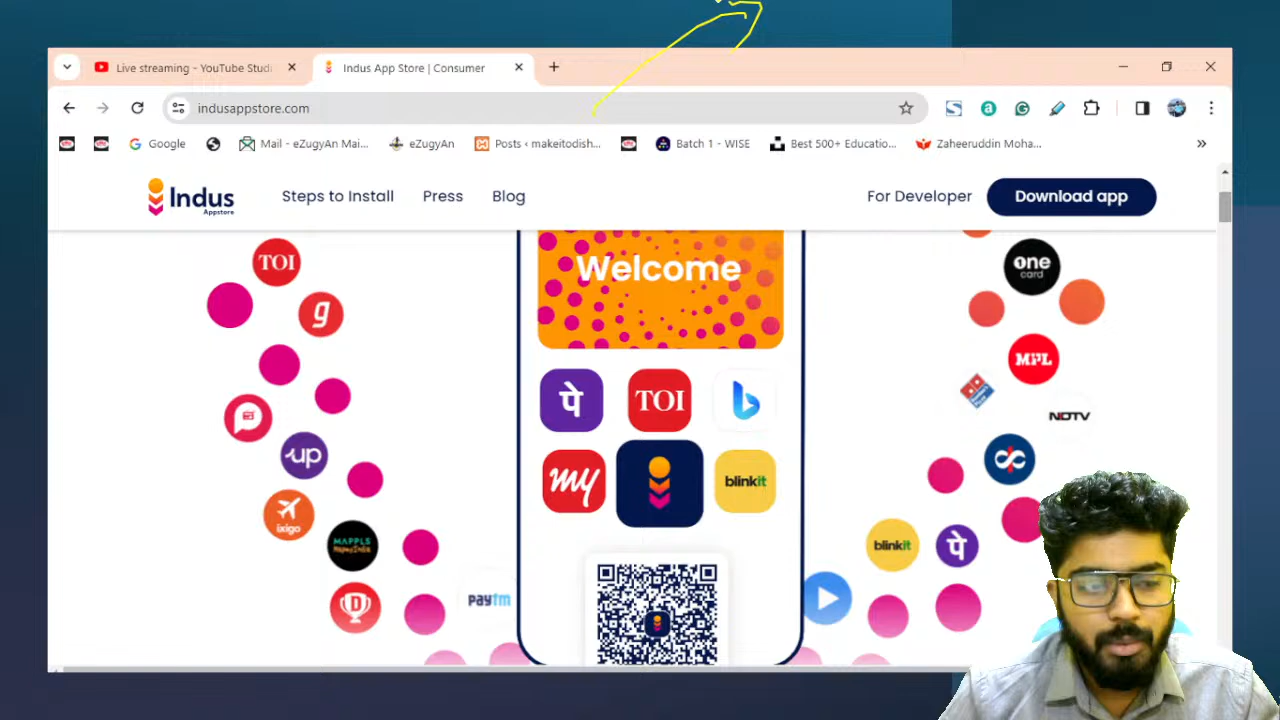 Live streaming - YouTube Studi
Indus App Store | Consumer
indusappstore.com
Google
Mail - eZugyAn Mai...
eZugyAn
Posts ‹ makeitodish...
Batch 1 - WISE
Best 500+ Educatio...
Zaheeruddin Moha...
»
Indus
Appstore
Steps to Install
Press
Blog
For Developer
Download app
TOI
g
up
ixigo
MAPPLS
MapmyIndia
D
paytm
Welcome
पे
TOI
my
blinkit
one
card
MPL
NDTV
blinkit
पे